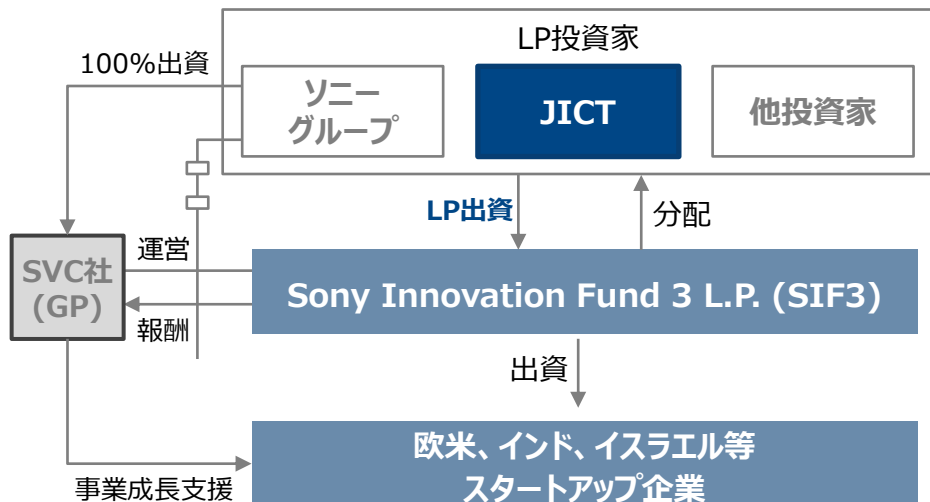 LP投資家
100%出資
ソニー
グループ
JICT
他投資家
LP出資
分配
SVC社
(GP)
運営
報酬
Sony Innovation Fund 3 L.P. (SIF3)
出資
欧米、インド、イスラエル等
スタートアップ企業
事業成長支援